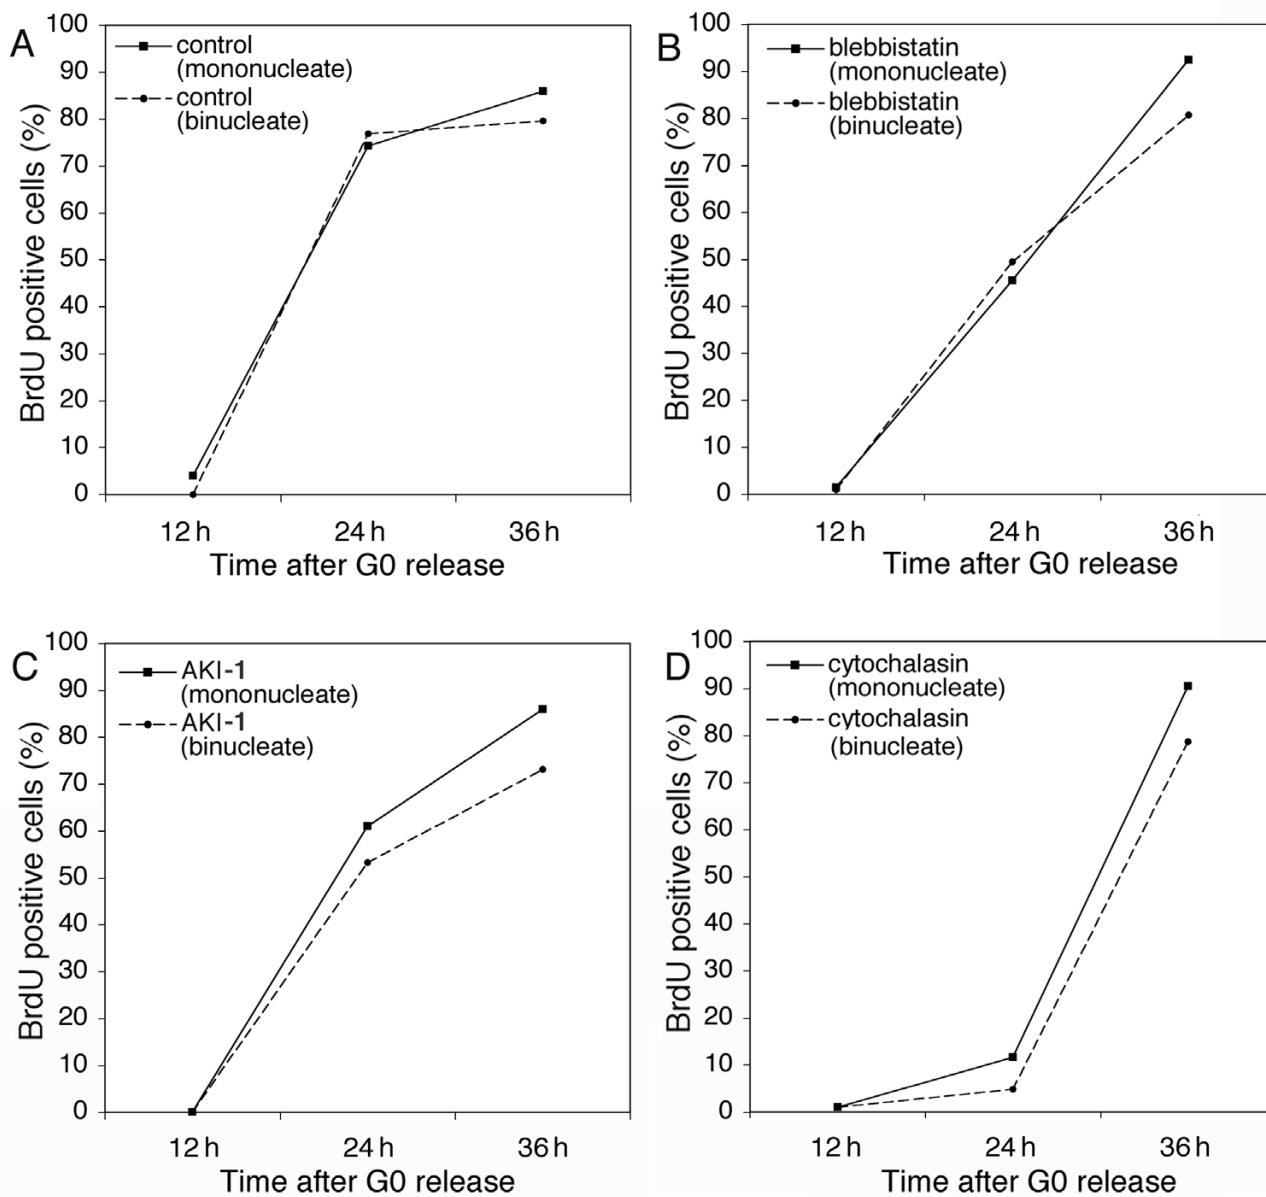 A
control
(mononucleate)
control
(binucleate)
BrdU positive cells (%)
100
90
80
70
60
50
40
30
20
10
0
12 h
24 h
36 h
Time after G0 release
B
blebbistatin
(mononucleate)
blebbistatin
(binucleate)
BrdU positive cells (%)
100
90
80
70
60
50
40
30
20
10
0
12 h
24 h
36 h
Time after G0 release
C
AKI-1
(mononucleate)
AKI-1
(binucleate)
BrdU positive cells (%)
100
90
80
70
60
50
40
30
20
10
0
12 h
24 h
36 h
Time after G0 release
D
cytochalasin
(mononucleate)
cytochalasin
(binucleate)
BrdU positive cells (%)
100
90
80
70
60
50
40
30
20
10
0
12 h
24 h
36 h
Time after G0 release